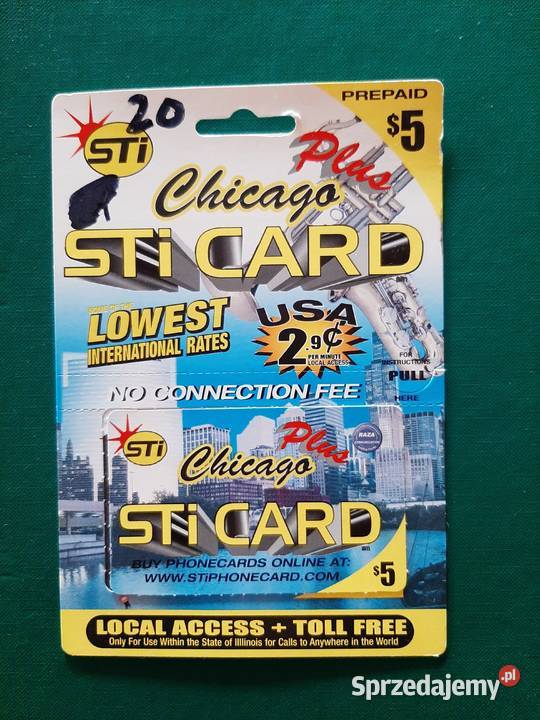 20
PREPAID
$5
STi
Plus
Chicago
STi CARD
LOWEST
INTERNATIONAL RATES
USA
2.9¢
PER MINUTE
LOCAL ACCESS
FOR
INSTRUCTIONS
PULL
HERE
NO CONNECTION FEE
STi
Plus
Chicago
RAZA
STi CARD
BUY PHONECARDS ONLINE AT:
WWW.STIPHONECARD.COM
$5
LOCAL ACCESS + TOLL FREE
Only For Use Within the State of Illinois for Calls to Anywhere in the World
Sprzedajemy.pl